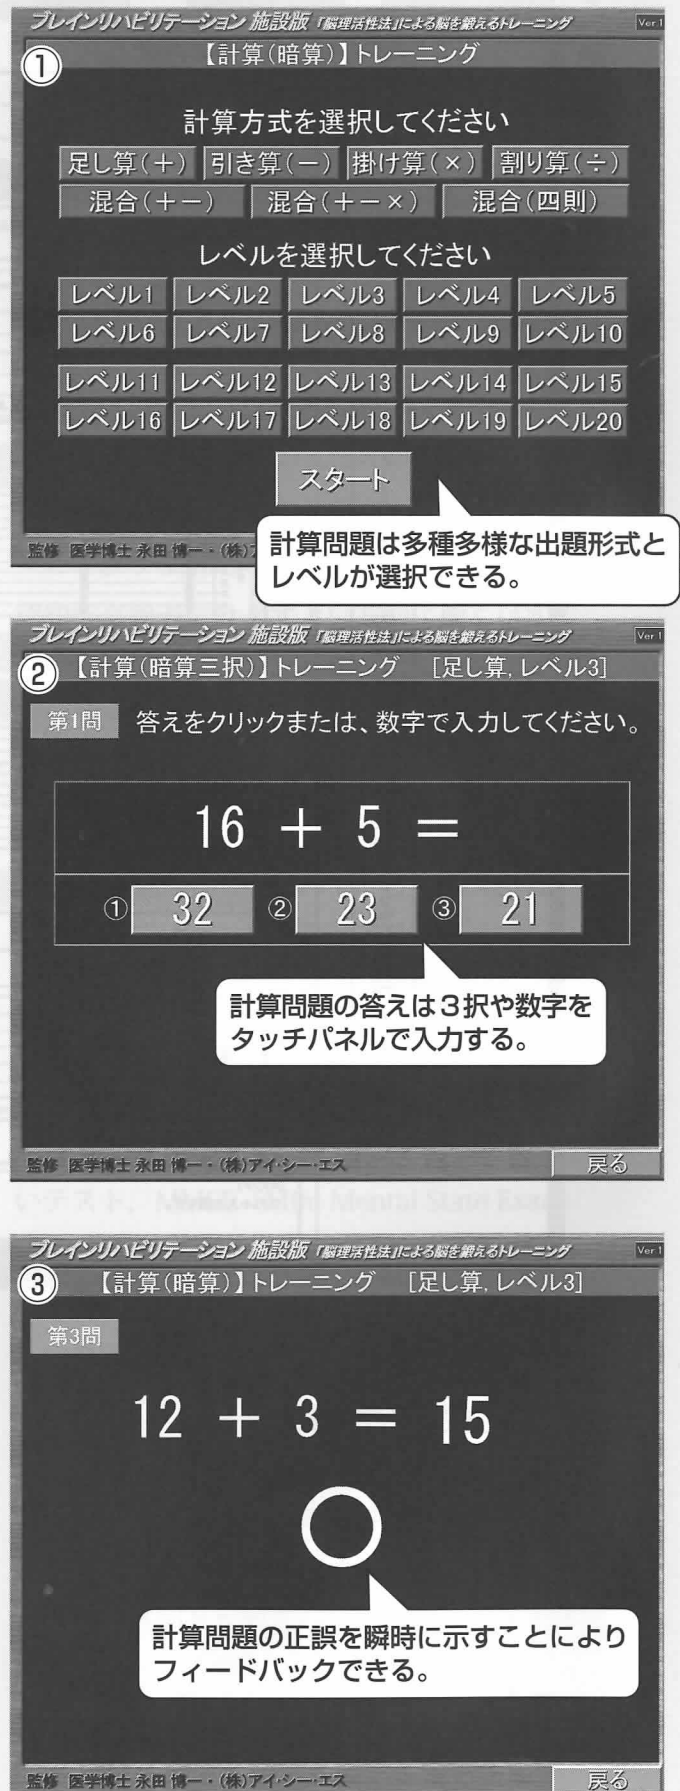 ブレインリハビリテーション 施設版 「脳理活性法」による脳を鍛えるトレーニング Ver.1
①
【計算(暗算)】トレーニング
計算方式を選択してください
足し算(+) 引き算(-) 掛け算(×) 割り算(÷)
混合(+-) 混合(+-×) 混合(四則)
レベルを選択してください
レベル1 レベル2 レベル3 レベル4 レベル5
レベル6 レベル7 レベル8 レベル9 レベル10
レベル11 レベル12 レベル13 レベル14 レベル15
レベル16 レベル17 レベル18 レベル19 レベル20
スタート
計算問題は多種多様な出題形式と
レベルが選択できる。
監修 医学博士 永田 博一・(株)
ブレインリハビリテーション 施設版 「脳理活性法」による脳を鍛えるトレーニング Ver 1
② 【計算(暗算三択)】トレーニング [足し算, レベル3]
第1問 答えをクリックまたは、数字で入力してください。
16 + 5 =
① 32 ② 23 ③ 21
計算問題の答えは3択や数字を
タッチパネルで入力する。
監修 医学博士 永田 博一・(株)アイ・シー・エス 戻る
ブレインリハビリテーション 施設版 「脳理活性法」による脳を鍛えるトレーニング Ver 1
③ 【計算(暗算)】トレーニング [足し算, レベル3]
第3問
12 + 3 = 15
計算問題の正誤を瞬時に示すことにより
フィードバックできる。
監修 医学博士 永田 博一・(株)アイ・シー・エス 戻る